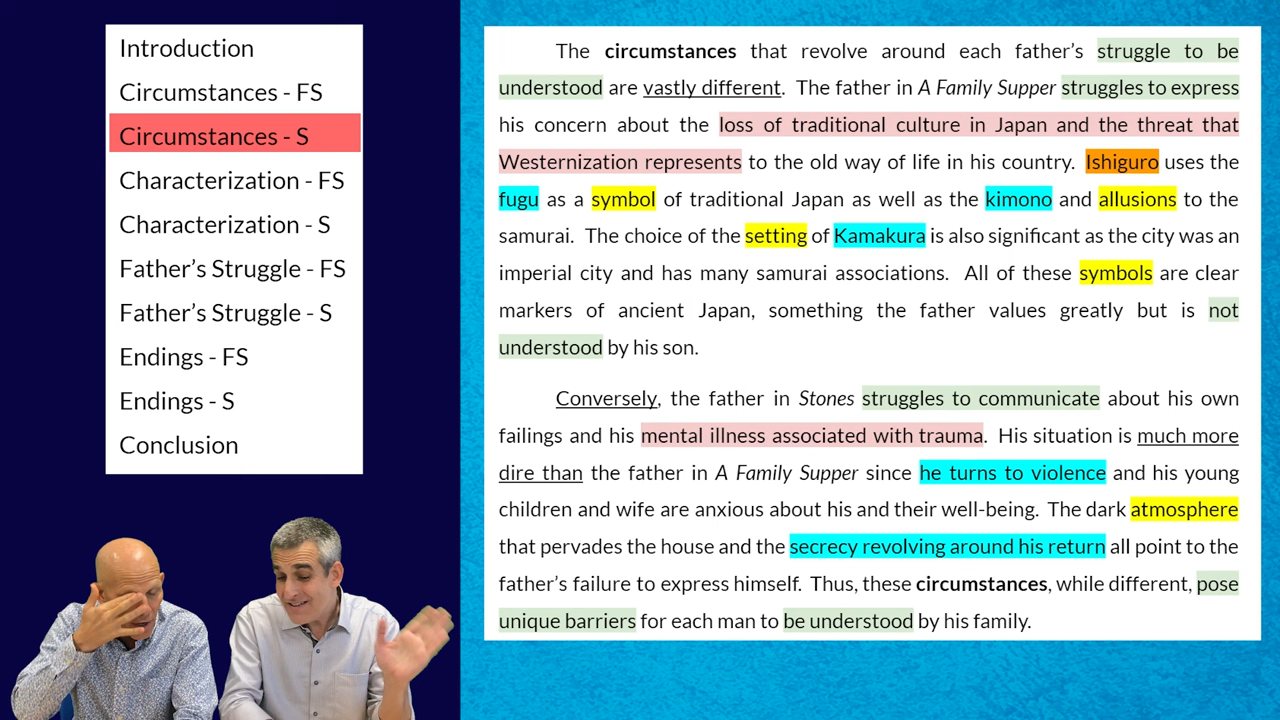 Introduction
Circumstances - FS
Circumstances - S
Characterization - FS
Characterization - S
Father's Struggle - FS
Father's Struggle - S
Endings - FS
Endings - S
Conclusion
The circumstances that revolve around each father's struggle to be
understood are vastly different. The father in A Family Supper struggles to express
his concern about the loss of traditional culture in Japan and the threat that
Westernization represents to the old way of life in his country. Ishiguro uses the
fugu as a symbol of traditional Japan as well as the kimono and allusions to the
samurai. The choice of the setting of Kamakura is also significant as the city was an
imperial city and has many samurai associations. All of these symbols are clear
markers of ancient Japan, something the father values greatly but is not
understood by his son.
Conversely, the father in Stones struggles to communicate about his own
failings and his mental illness associated with trauma. His situation is much more
dire than the father in A Family Supper since he turns to violence and his young
children and wife are anxious about his and their well-being. The dark atmosphere
that pervades the house and the secrecy revolving around his return all point to the
father's failure to express himself. Thus, these circumstances, while different, pose
unique barriers for each man to be understood by his family.